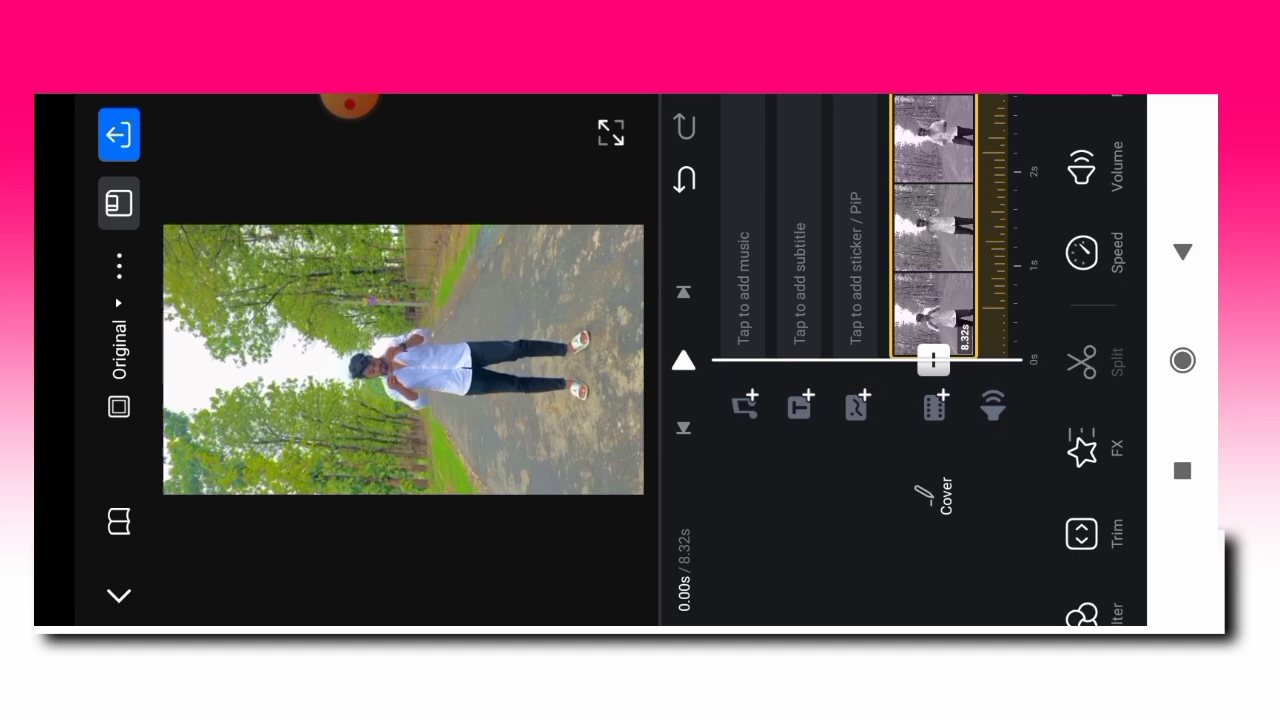 Original
0.00s / 8.32s
Tap to add music
Tap to add subtitle
Tap to add sticker / PiP
8.32s
Cover
0s
1s
2s
Trim
FX
Split
Speed
Volume